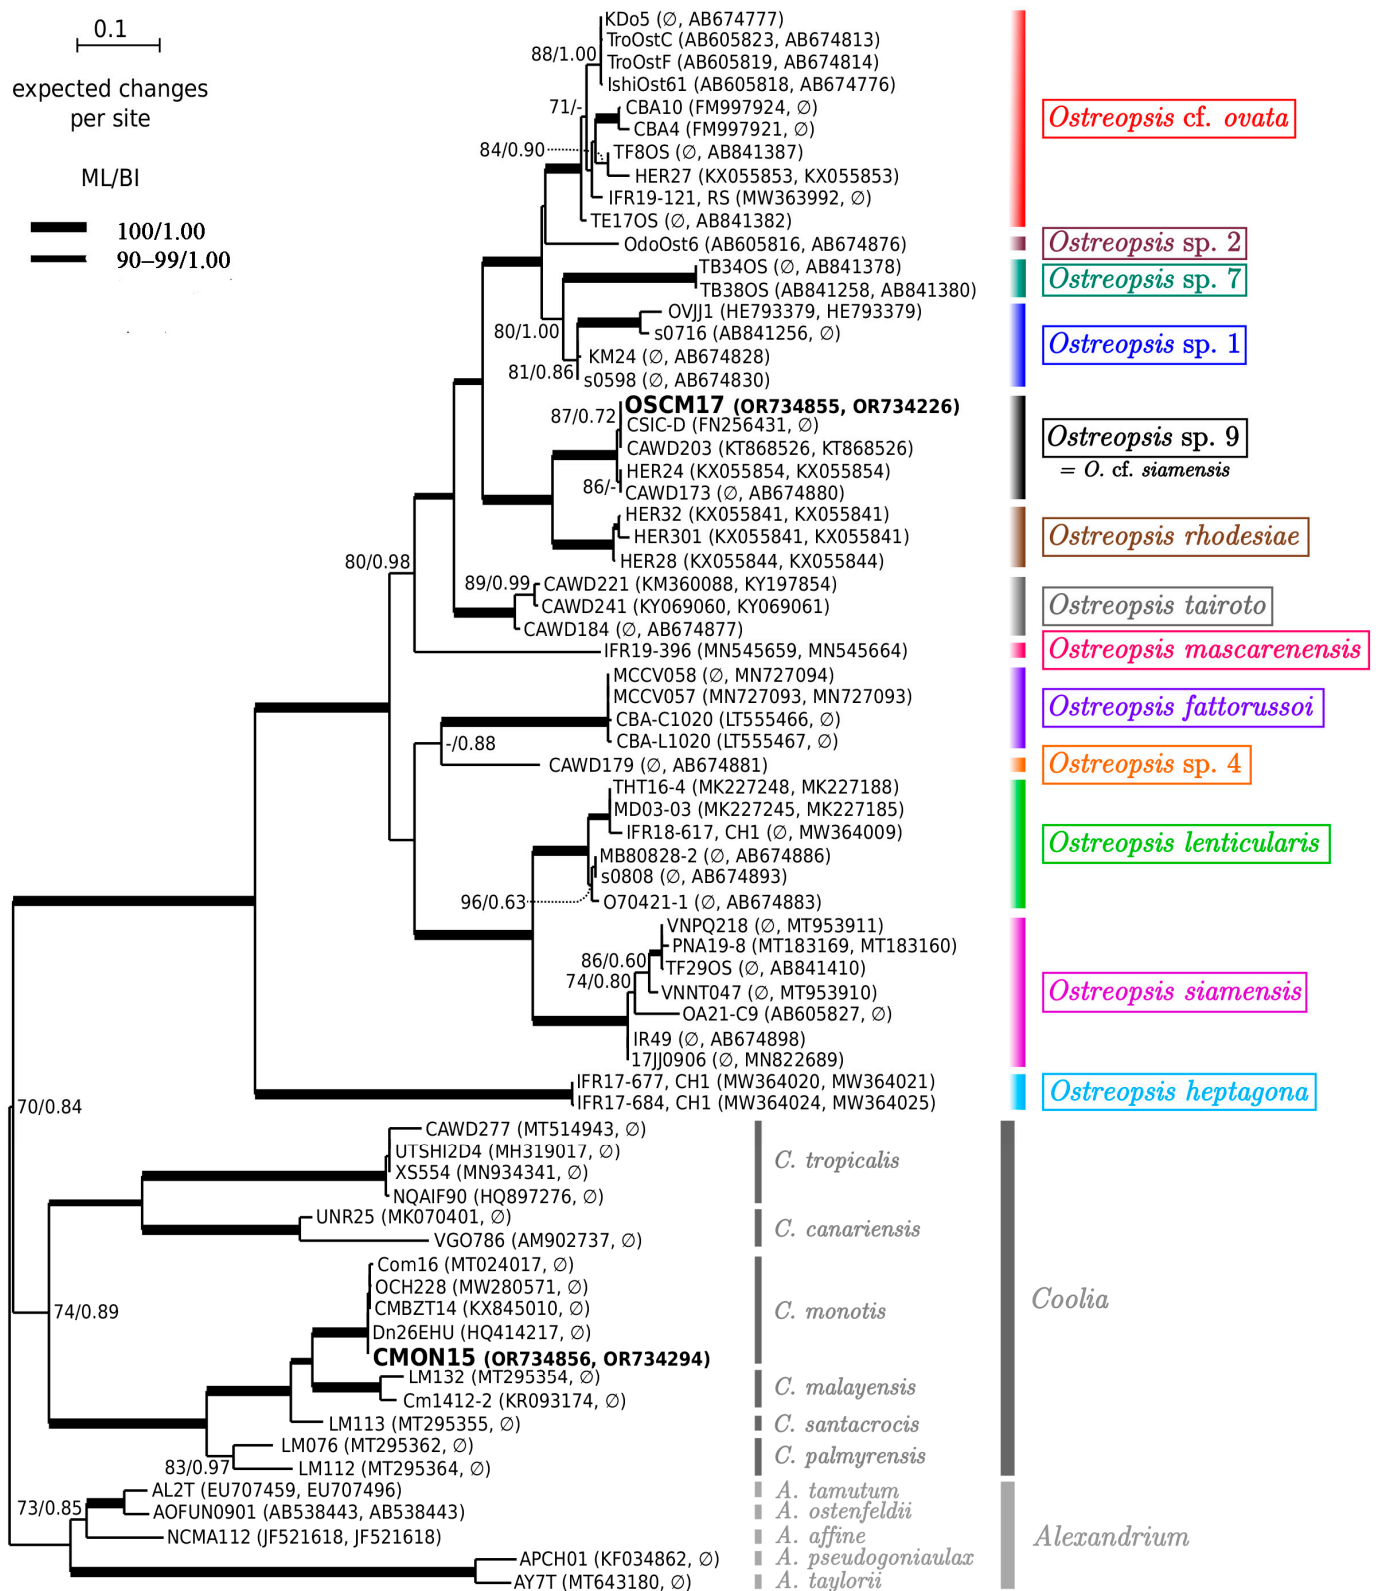 0.1
expected changes
per site
ML/BI
100/1.00
90–99/1.00
KDo5 (∅, AB674777)
TroOstC (AB605823, AB674813)
88/1.00
TroOstF (AB605819, AB674814)
IshiOst61 (AB605818, AB674776)
71/-
CBA10 (FM997924, ∅)
Ostreopsis cf. ovata
CBA4 (FM997921, ∅)
84/0.90
TF8OS (∅, AB841387)
HER27 (KX055853, KX055853)
IFR19-121, RS (MW363992, ∅)
TE17OS (∅, AB841382)
OdoOst6 (AB605816, AB674876)
Ostreopsis sp. 2
TB34OS (∅, AB841378)
Ostreopsis sp. 7
TB38OS (AB841258, AB841380)
OVJJ1 (HE793379, HE793379)
80/1.00
s0716 (AB841256, ∅)
Ostreopsis sp. 1
KM24 (∅, AB674828)
81/0.86
s0598 (∅, AB674830)
OSCM17 (OR734855, OR734226)
87/0.72
CSIC-D (FN256431, ∅)
Ostreopsis sp. 9
CAWD203 (KT868526, KT868526)
= O. cf. siamensis
HER24 (KX055854, KX055854)
86/-
CAWD173 (∅, AB674880)
HER32 (KX055841, KX055841)
HER301 (KX055841, KX055841)
Ostreopsis rhodesiae
HER28 (KX055844, KX055844)
80/0.98
89/0.99
CAWD221 (KM360088, KY197854)
CAWD241 (KY069060, KY069061)
Ostreopsis tairoto
CAWD184 (∅, AB674877)
IFR19-396 (MN545659, MN545664)
Ostreopsis mascarenensis
MCCV058 (∅, MN727094)
MCCV057 (MN727093, MN727093)
Ostreopsis fattorussoi
CBA-C1020 (LT555466, ∅)
-/0.88
CBA-L1020 (LT555467, ∅)
CAWD179 (∅, AB674881)
Ostreopsis sp. 4
THT16-4 (MK227248, MK227188)
MD03-03 (MK227245, MK227185)
IFR18-617, CH1 (∅, MW364009)
Ostreopsis lenticularis
MB80828-2 (∅, AB674886)
s0808 (∅, AB674893)
96/0.63
O70421-1 (∅, AB674883)
VNPQ218 (∅, MT953911)
PNA19-8 (MT183169, MT183160)
86/0.60
TF29OS (∅, AB841410)
74/0.80
VNNT047 (∅, MT953910)
Ostreopsis siamensis
OA21-C9 (AB605827, ∅)
IR49 (∅, AB674898)
17JJ0906 (∅, MN822689)
IFR17-677, CH1 (MW364020, MW364021)
Ostreopsis heptagona
IFR17-684, CH1 (MW364024, MW364025)
70/0.84
CAWD277 (MT514943, ∅)
UTSHI2D4 (MH319017, ∅)
C. tropicalis
XS554 (MN934341, ∅)
NQAIF90 (HQ897276, ∅)
UNR25 (MK070401, ∅)
C. canariensis
VGO786 (AM902737, ∅)
Com16 (MT024017, ∅)
OCH228 (MW280571, ∅)
Coolia
74/0.89
CMBZT14 (KX845010, ∅)
C. monotis
Dn26EHU (HQ414217, ∅)
CMON15 (OR734856, OR734294)
LM132 (MT295354, ∅)
C. malayensis
Cm1412-2 (KR093174, ∅)
LM113 (MT295355, ∅)
C. santacrocis
LM076 (MT295362, ∅)
C. palmyrensis
83/0.97
LM112 (MT295364, ∅)
AL2T (EU707459, EU707496)
A. tamutum
73/0.85
AOFUN0901 (AB538443, AB538443)
A. ostenfeldii
NCMA112 (JF521618, JF521618)
A. affine
Alexandrium
APCH01 (KF034862, ∅)
A. pseudogoniaulax
AY7T (MT643180, ∅)
A. taylorii